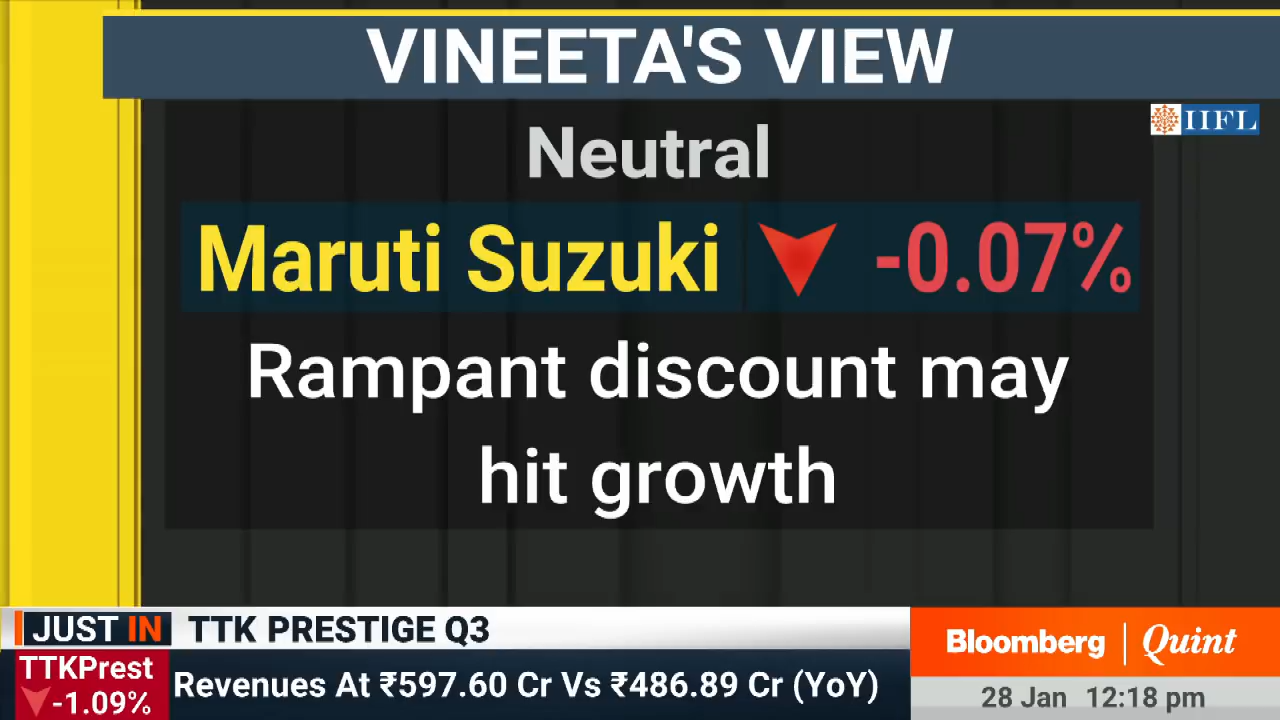 VINEETA'S VIEW
IIFL
Neutral
Maruti Suzuki -0.07%
Rampant discount may
hit growth
JUST IN TTK PRESTIGE Q3
TTKPrest
-1.09%
Revenues At ₹597.60 Cr Vs ₹486.89 Cr (YoY)
Bloomberg | Quint
28 Jan 12:18 pm